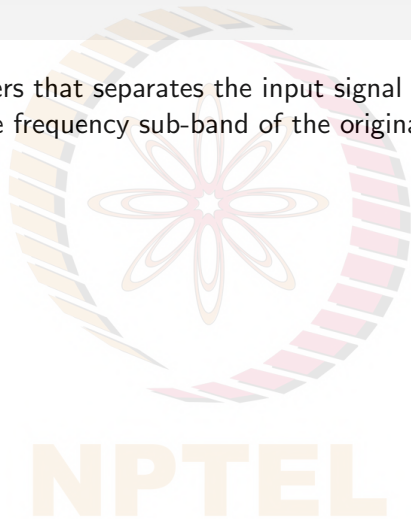 ers that separates the input signal
e frequency sub-band of the origina
NPTEL